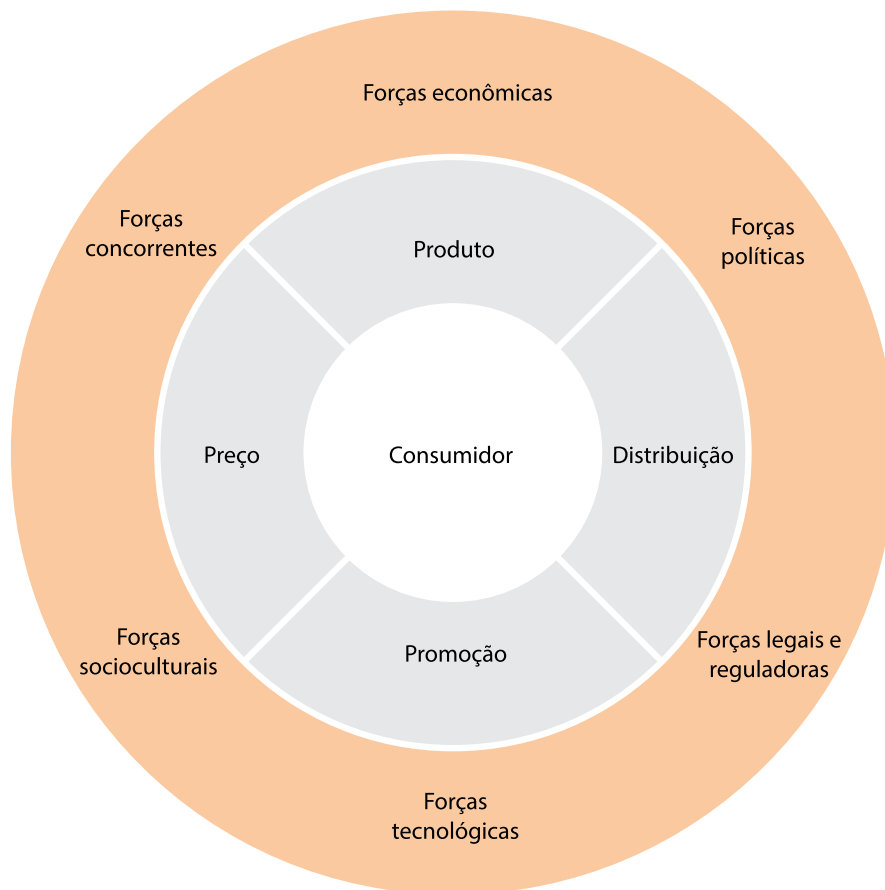 Forças econômicas
Forças
concorrentes
Forças
políticas
Produto
Preço
Consumidor
Distribuição
Promoção
Forças
socioculturais
Forças legais e
reguladoras
Forças
tecnológicas